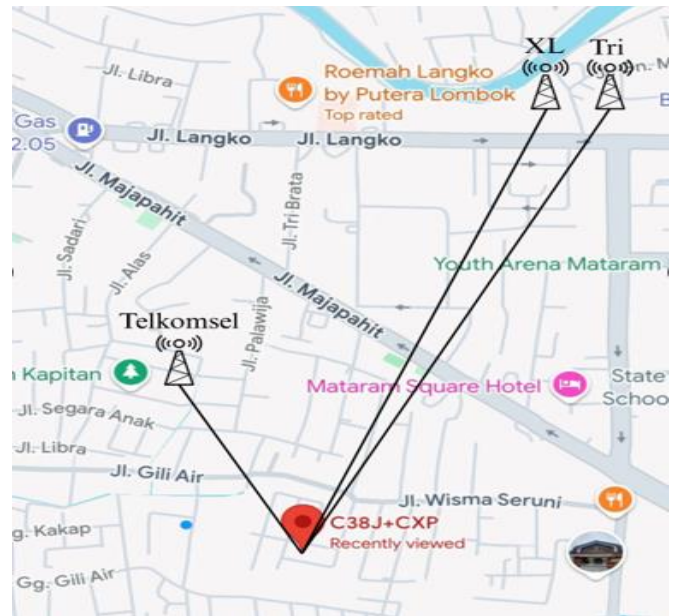 XL Tri
Jl. Libra
Roemah Langko
by Putera Lombok
Top rated
Gas
2.05
Jl. Langko
Jl. Langko
Jl. Majapahit
Jl. Tri Brata
Jl. Sadari
Jl. Alas
Youth Arena Mataram
Jl. Majapahit
Telkomsel
Jl. Palawija
Kapitan
Mataram Square Hotel
State
Schoo
Jl. Segara Anak
Jl. Libra
Jl. Gili Air
Jl. Wisma Seruni
C38J+CXP
Recently viewed
g. Kakap
Gg. Gili Air